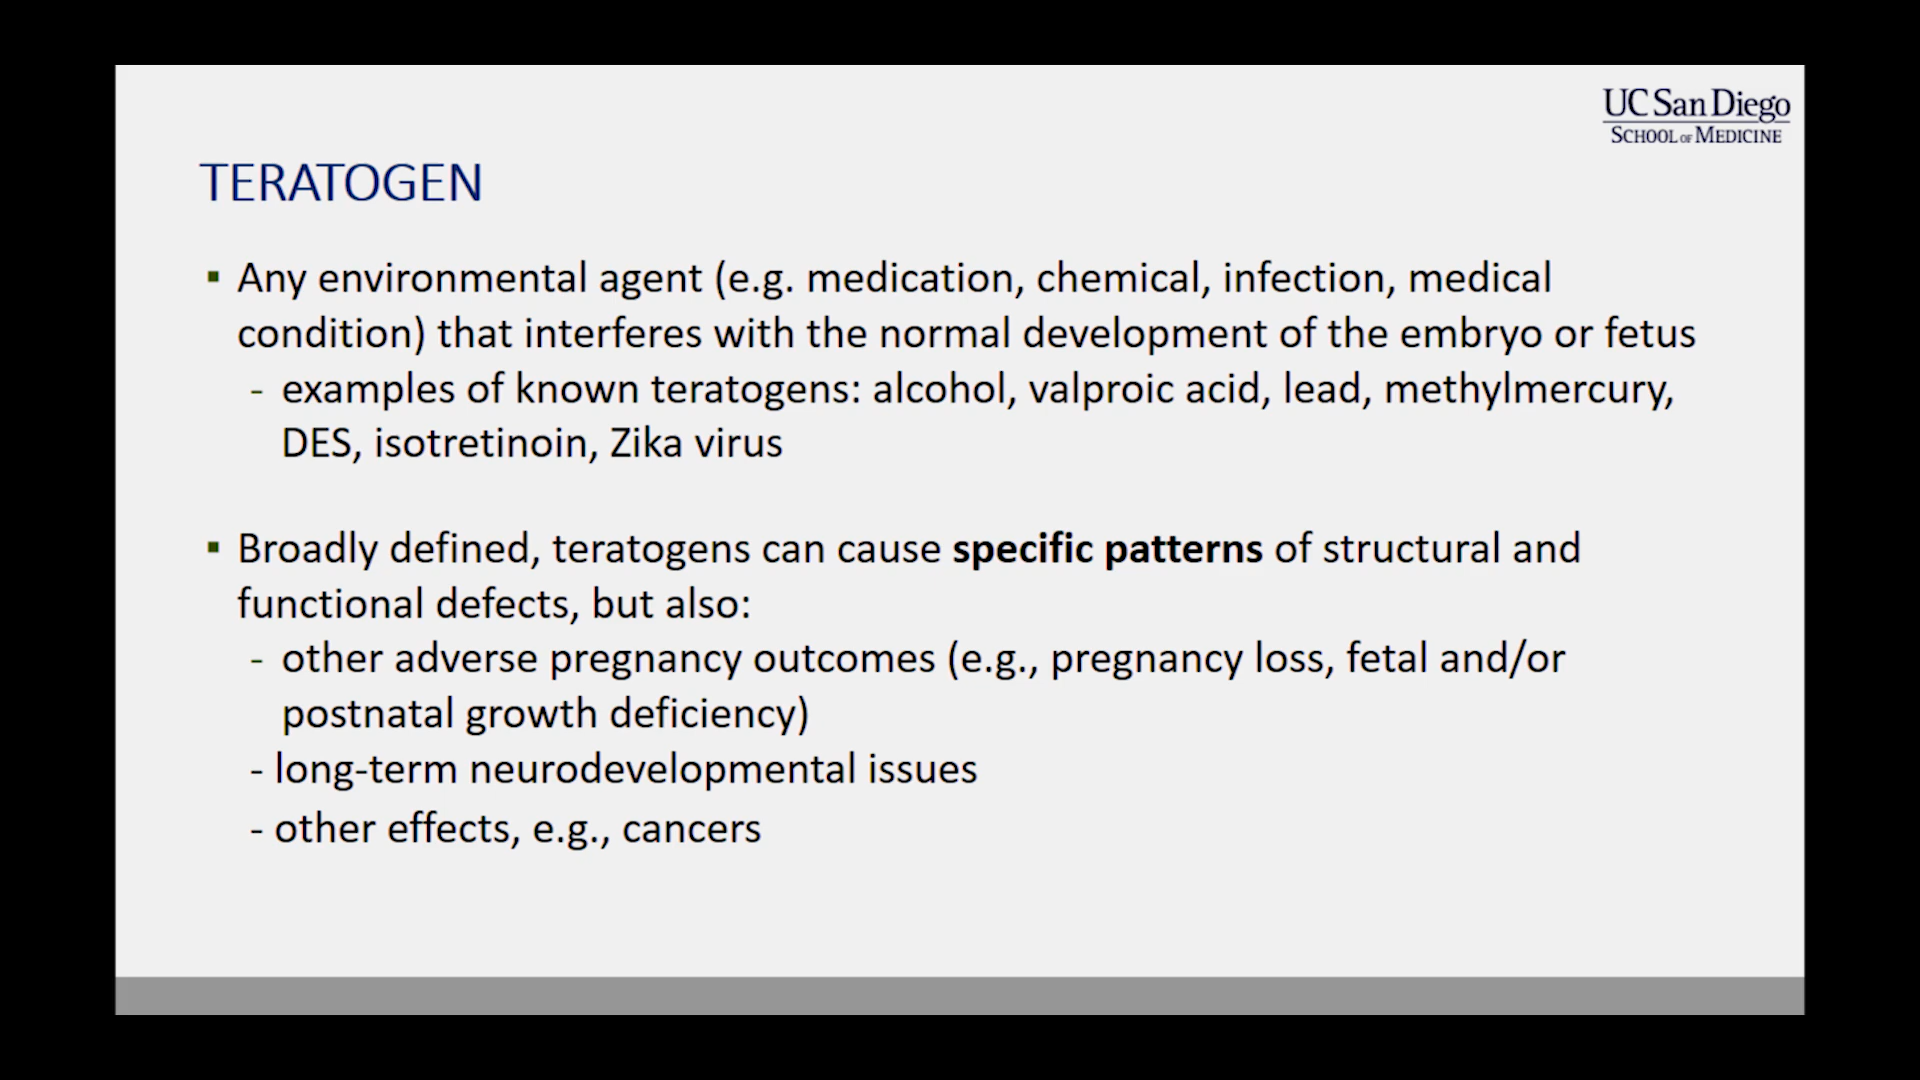 UC San Diego
SCHOOL OF MEDICINE
TERATOGEN
▪ Any environmental agent (e.g. medication, chemical, infection, medical
condition) that interferes with the normal development of the embryo or fetus
- examples of known teratogens: alcohol, valproic acid, lead, methylmercury,
DES, isotretinoin, Zika virus
▪ Broadly defined, teratogens can cause specific patterns of structural and
functional defects, but also:
- other adverse pregnancy outcomes (e.g., pregnancy loss, fetal and/or
postnatal growth deficiency)
- long-term neurodevelopmental issues
- other effects, e.g., cancers